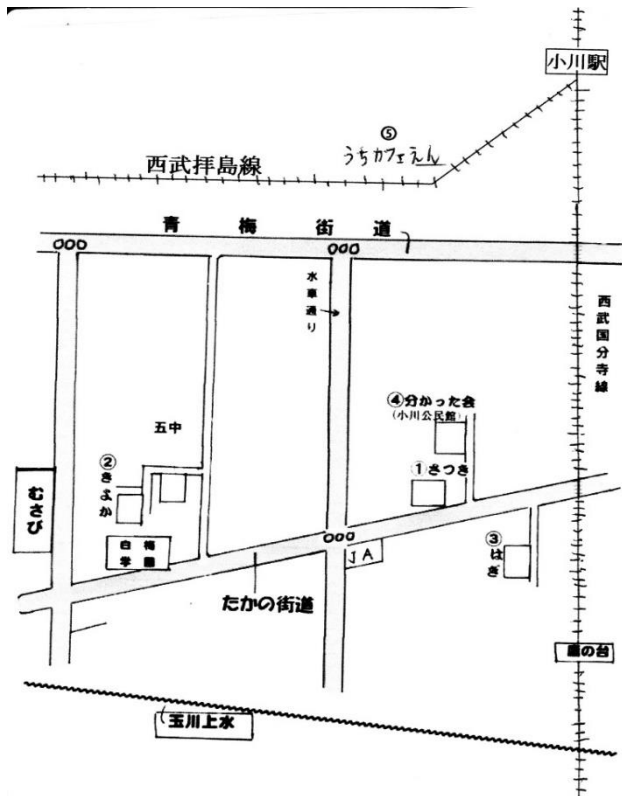 小川駅
⑤
うちカフェえん
西武拝島線
青梅街道
水車通り
西武国分寺線
④分かった会
(小川公民館)
五中
①さつき
②きよか
むさび
白梅
学園
JA
③はぎ
たかの街道
鷹の台
玉川上水